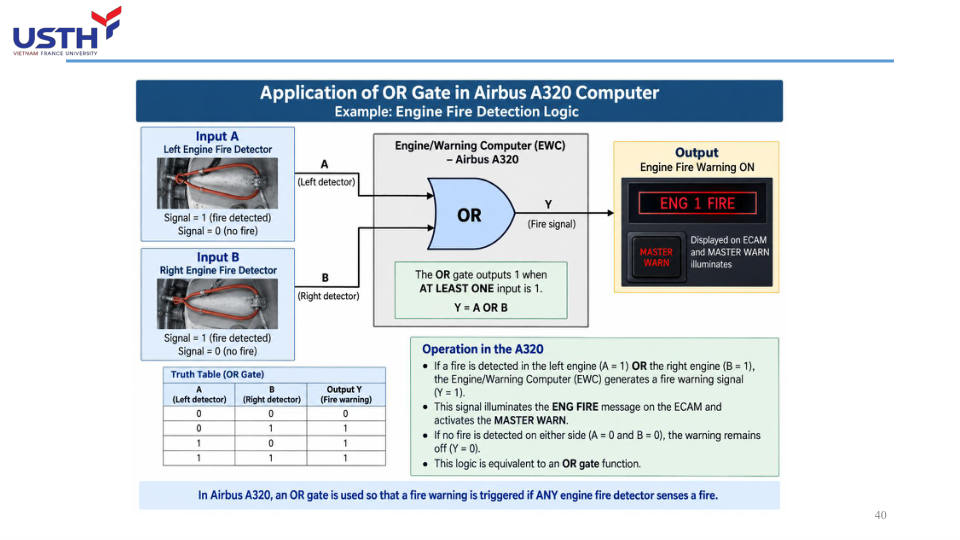 USTH
VIETNAM FRANCE UNIVERSITY
Application of OR Gate in Airbus A320 Computer
Example: Engine Fire Detection Logic
Input A
Left Engine Fire Detector
Signal = 1 (fire detected)
Signal = 0 (no fire)
A
(Left detector)
Input B
Right Engine Fire Detector
Signal = 1 (fire detected)
Signal = 0 (no fire)
B
(Right detector)
Engine/Warning Computer (EWC)
– Airbus A320
OR
The OR gate outputs 1 when
AT LEAST ONE input is 1.
Y = A OR B
Y
(Fire signal)
Output
Engine Fire Warning ON
ENG 1 FIRE
MASTER
WARN
Displayed on ECAM
and MASTER WARN
illuminates
Truth Table (OR Gate)
A B Output Y
(Left detector) (Right detector) (Fire warning)
0 0 0
0 1 1
1 0 1
1 1 1
Operation in the A320
• If a fire is detected in the left engine (A = 1) OR the right engine (B = 1),
the Engine/Warning Computer (EWC) generates a fire warning signal
(Y = 1).
• This signal illuminates the ENG FIRE message on the ECAM and
activates the MASTER WARN.
• If no fire is detected on either side (A = 0 and B = 0), the warning remains
off (Y = 0).
• This logic is equivalent to an OR gate function.
In Airbus A320, an OR gate is used so that a fire warning is triggered if ANY engine fire detector senses a fire.
40